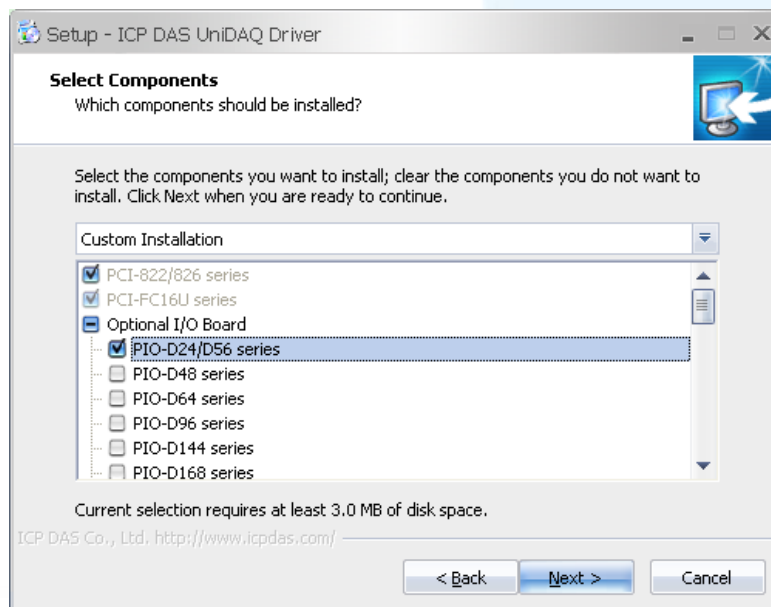 Setup - ICP DAS UniDAQ Driver
Select Components
Which components should be installed?
Select the components you want to install; clear the components you do not want to
install. Click Next when you are ready to continue.
Custom Installation
PCI-822/826 series
PCI-FC16U series
Optional I/O Board
PIO-D24/D56 series
PIO-D48 series
PIO-D64 series
PIO-D96 series
PIO-D144 series
PIO-D168 series
Current selection requires at least 3.0 MB of disk space.
ICP DAS Co., Ltd. http://www.icpdas.com/
< Back
Next >
Cancel